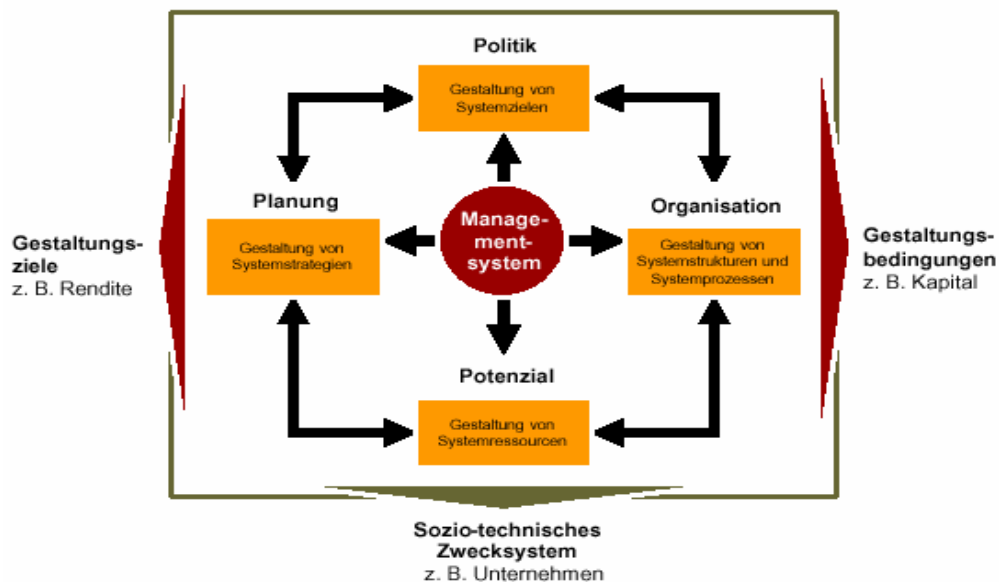 Politik
Gestaltung von
Systemzielen
Planung
Gestaltung von
Systemstrategien
Manage-
ment-
system
Organisation
Gestaltung von
Systemstrukturen und
Systemprozessen
Gestaltungs-
ziele
z. B. Rendite
Gestaltungs-
bedingungen
z. B. Kapital
Potenzial
Gestaltung von
Systemressourcen
Sozio-technisches
Zwecksystem
z. B. Unternehmen